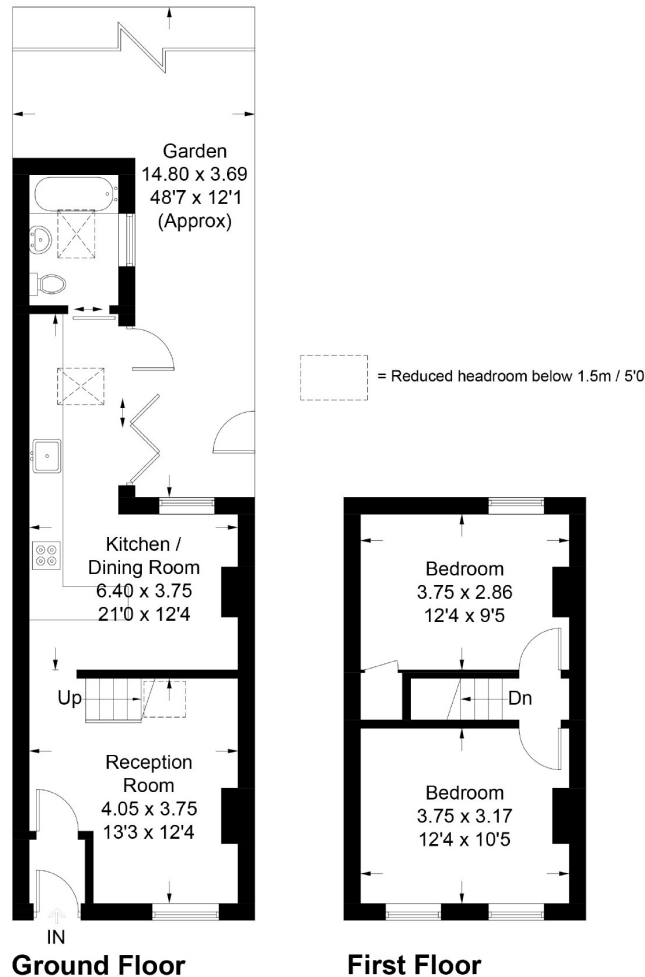 Garden
14.80 x 3.69
48'7 x 12'1
(Approx)
= Reduced headroom below 1.5m / 5'0
Kitchen /
Dining Room
6.40 x 3.75
21'0 x 12'4
Up
Reception
Room
4.05 x 3.75
13'3 x 12'4
IN
Ground Floor
Bedroom
3.75 x 2.86
12'4 x 9'5
Dn
Bedroom
3.75 x 3.17
12'4 x 10'5
First Floor